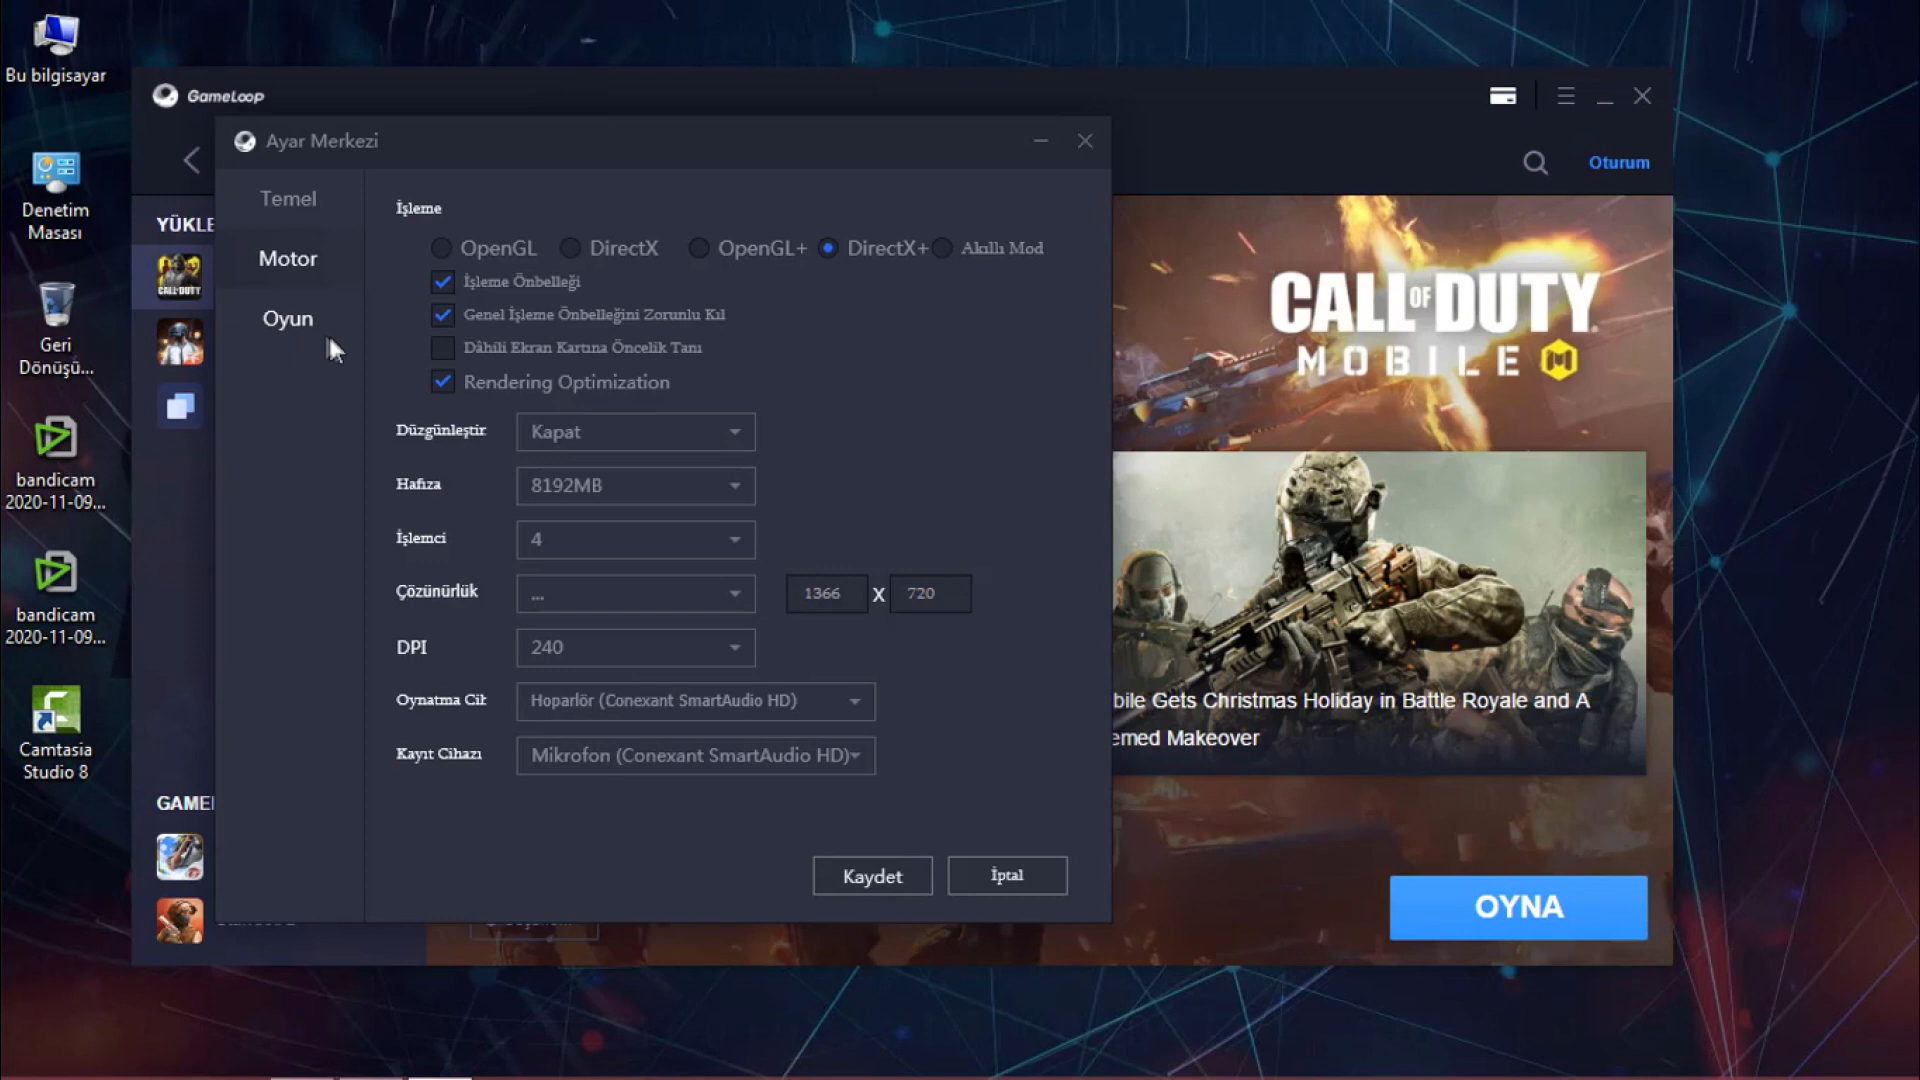 Bu bilgisayar
Denetim
Masası
Geri
Dönüşü...
bandicam
2020-11-09...
bandicam
2020-11-09...
Camtasia
Studio 8
GameLoop
Oturum
YÜKLE
CALL DUTY
GAME
Ayar Merkezi
Temel
Motor
Oyun
İşleme
OpenGL DirectX OpenGL+ DirectX+ Akıllı Mod
İşleme Önbelleği
Genel İşleme Önbelleğini Zorunlu Kıl
Dâhili Ekran Kartına Öncelik Tanı
Rendering Optimization
Düzgünleştir Kapat
Hafıza 8192MB
İşlemci 4
Çözünürlük ... 1366 X 720
DPI 240
Oynatma Cih Hoparlör (Conexant SmartAudio HD)
Kayıt Cihazı Mikrofon (Conexant SmartAudio HD)
Kaydet İptal
CALL OF DUTY
MOBILE
bile Gets Christmas Holiday in Battle Royale and A
emed Makeover
OYNA